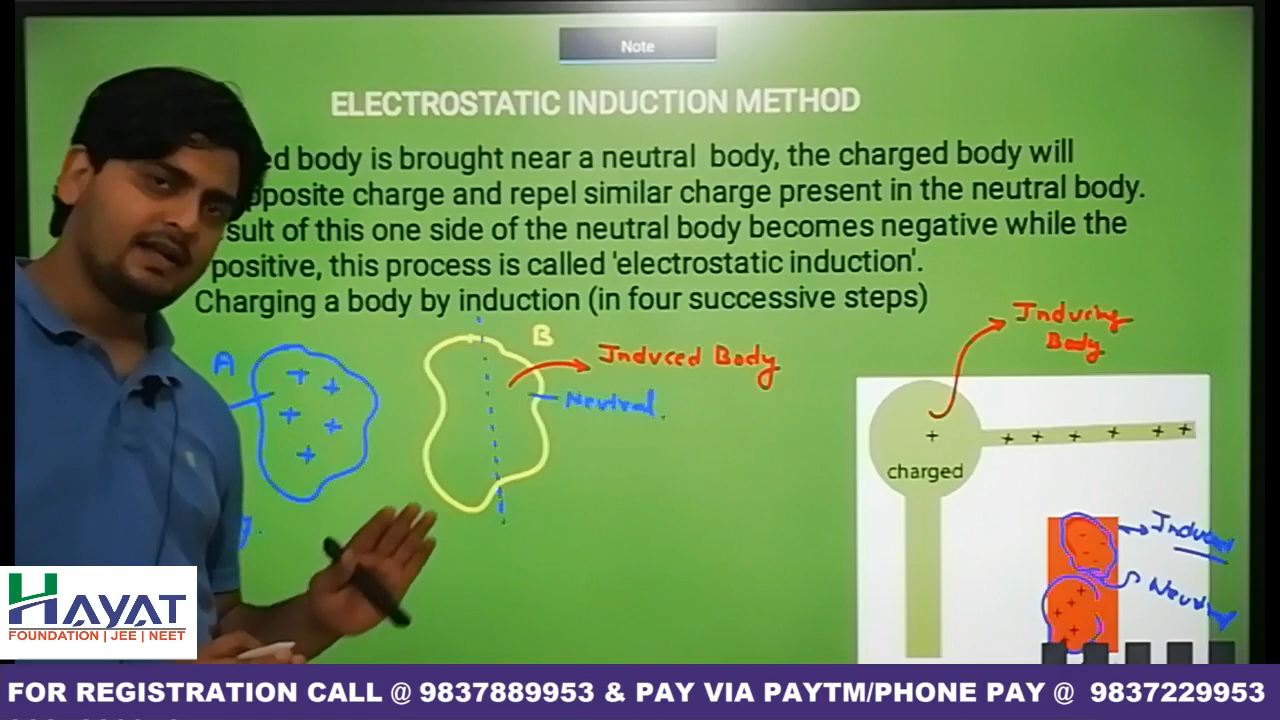 Note
ELECTROSTATIC INDUCTION METHOD
ed body is brought near a neutral body, the charged body will
pposite charge and repel similar charge present in the neutral body.
sult of this one side of the neutral body becomes negative while the
positive, this process is called 'electrostatic induction'.
Charging a body by induction (in four successive steps)
A
+ +
+ +
+
B
Induced Body
Neutral
Inducing
Body
+
+ + + + + +
charged
Induced
Neutral
HAYAT
FOUNDATION | JEE | NEET
FOR REGISTRATION CALL @ 9837889953 & PAY VIA PAYTM/PHONE PAY @ 9837229953